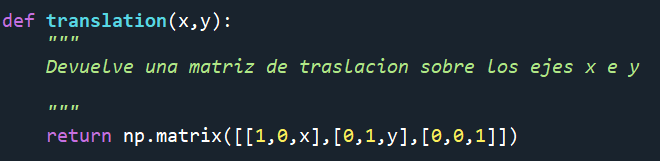 def translation(x,y):
"""
Devuelve una matriz de traslacion sobre los ejes x e y
"""
return np.matrix([[1,0,x],[0,1,y],[0,0,1]])